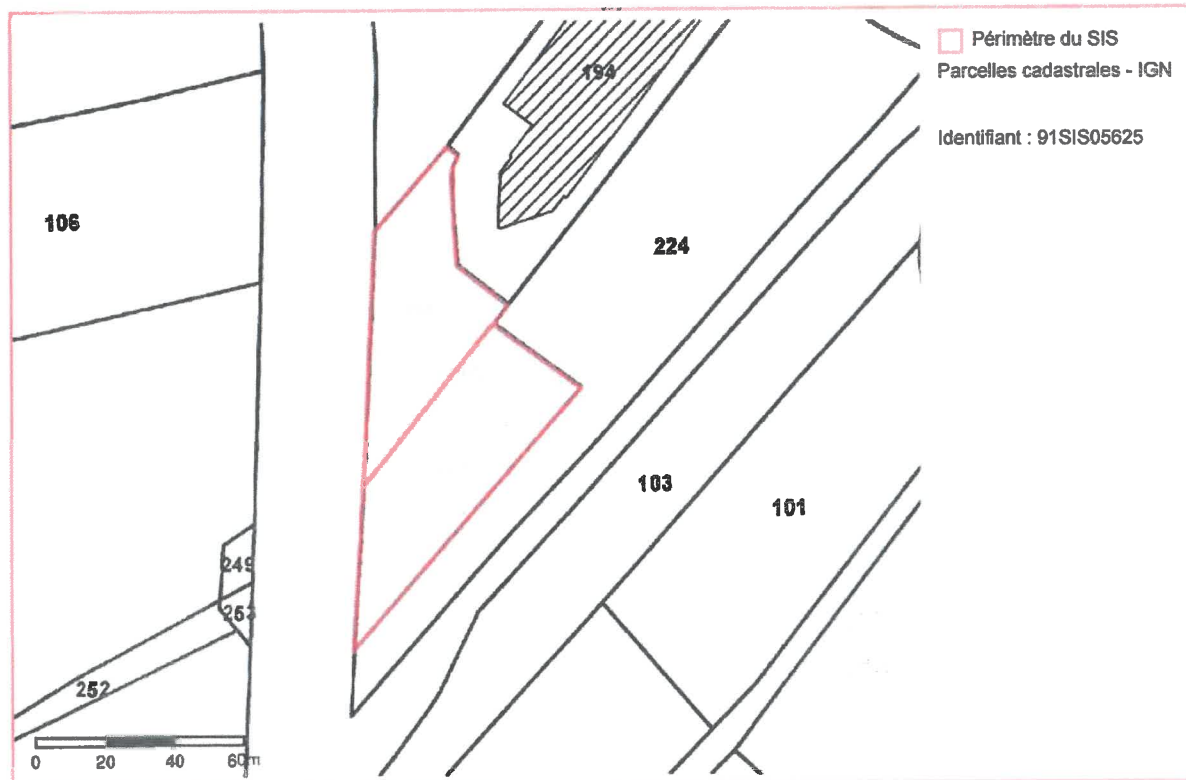 194
Périmètre du SIS
Parcelles cadastrales - IGN
Identifiant : 91SIS05625
106
224
103
101
249
253
252
0 20 40 60m